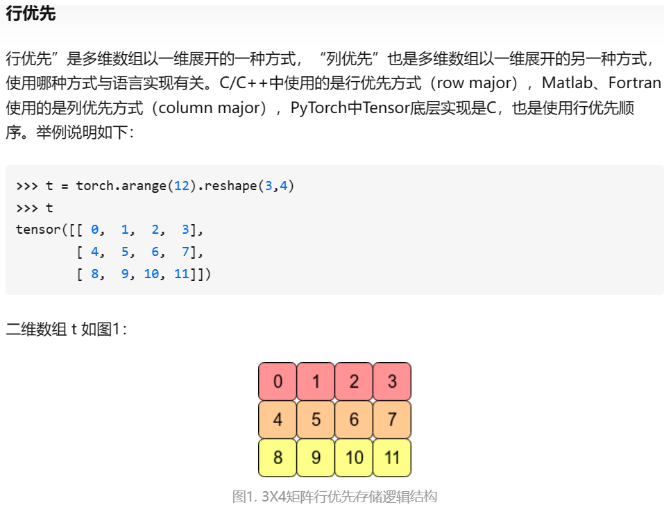 行优先
行优先”是多维数组以一维展开的一种方式，“列优先”也是多维数组以一维展开的另一种方式，
使用哪种方式与语言实现有关。C/C++中使用的是行优先方式（row major），Matlab、Fortran
使用的是列优先方式（column major），PyTorch中Tensor底层实现是C，也是使用行优先顺
序。举例说明如下：
>>> t = torch.arange(12).reshape(3,4)
>>> t
tensor([[ 0,  1,  2,  3],
        [ 4,  5,  6,  7],
        [ 8,  9, 10, 11]])
二维数组 t 如图1：
0 1 2 3
4 5 6 7
8 9 10 11
图1. 3X4矩阵行优先存储逻辑结构